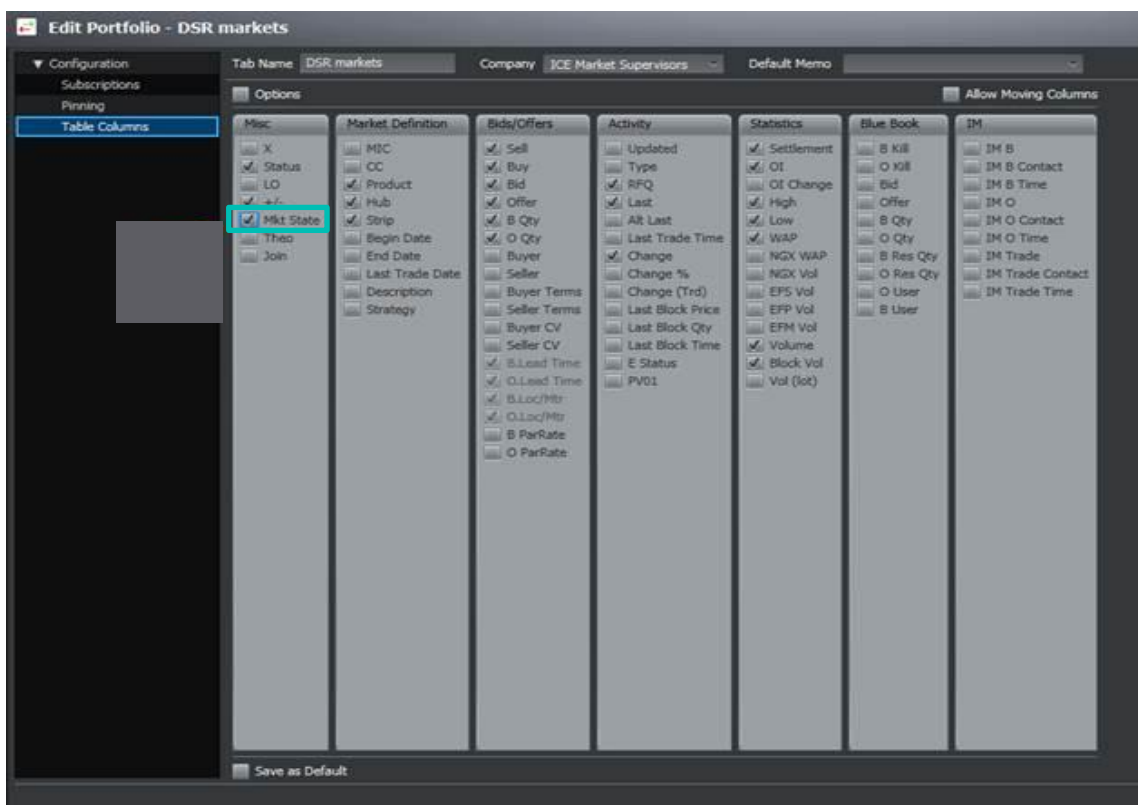 Edit Portfolio - DSR markets
Configuration
Subscriptions
Pinning
Table Columns
Tab Name DSR markets Company ICE Market Supervisors Default Memo
Options Allow Moving Columns
Misc
X
Status
LO
+/-
Mkt State
Theo
Join
Market Definition
MIC
CC
Product
Hub
Strip
Begin Date
End Date
Last Trade Date
Description
Strategy
Bids/Offers
Sell
Buy
Bid
Offer
B Qty
O Qty
Buyer
Seller
Buyer Terms
Seller Terms
Buyer CV
Seller CV
B.Lead Time
O.Lead Time
B.Loc/Mtr
O.Loc/Mtr
B ParRate
O ParRate
Activity
Updated
Type
RFQ
Last
Alt Last
Last Trade Time
Change
Change %
Change (Trd)
Last Block Price
Last Block Qty
Last Block Time
E Status
PV01
Statistics
Settlement
OI
OI Change
High
Low
WAP
NGX WAP
NGX Vol
EFS Vol
EFP Vol
EFM Vol
Volume
Block Vol
Vol (lot)
Blue Book
B Kill
O Kill
Bid
Offer
B Qty
O Qty
B Res Qty
O Res Qty
O User
B User
IM
IM B
IM B Contact
IM B Time
IM O
IM O Contact
IM O Time
IM Trade
IM Trade Contact
IM Trade Time
Save as Default